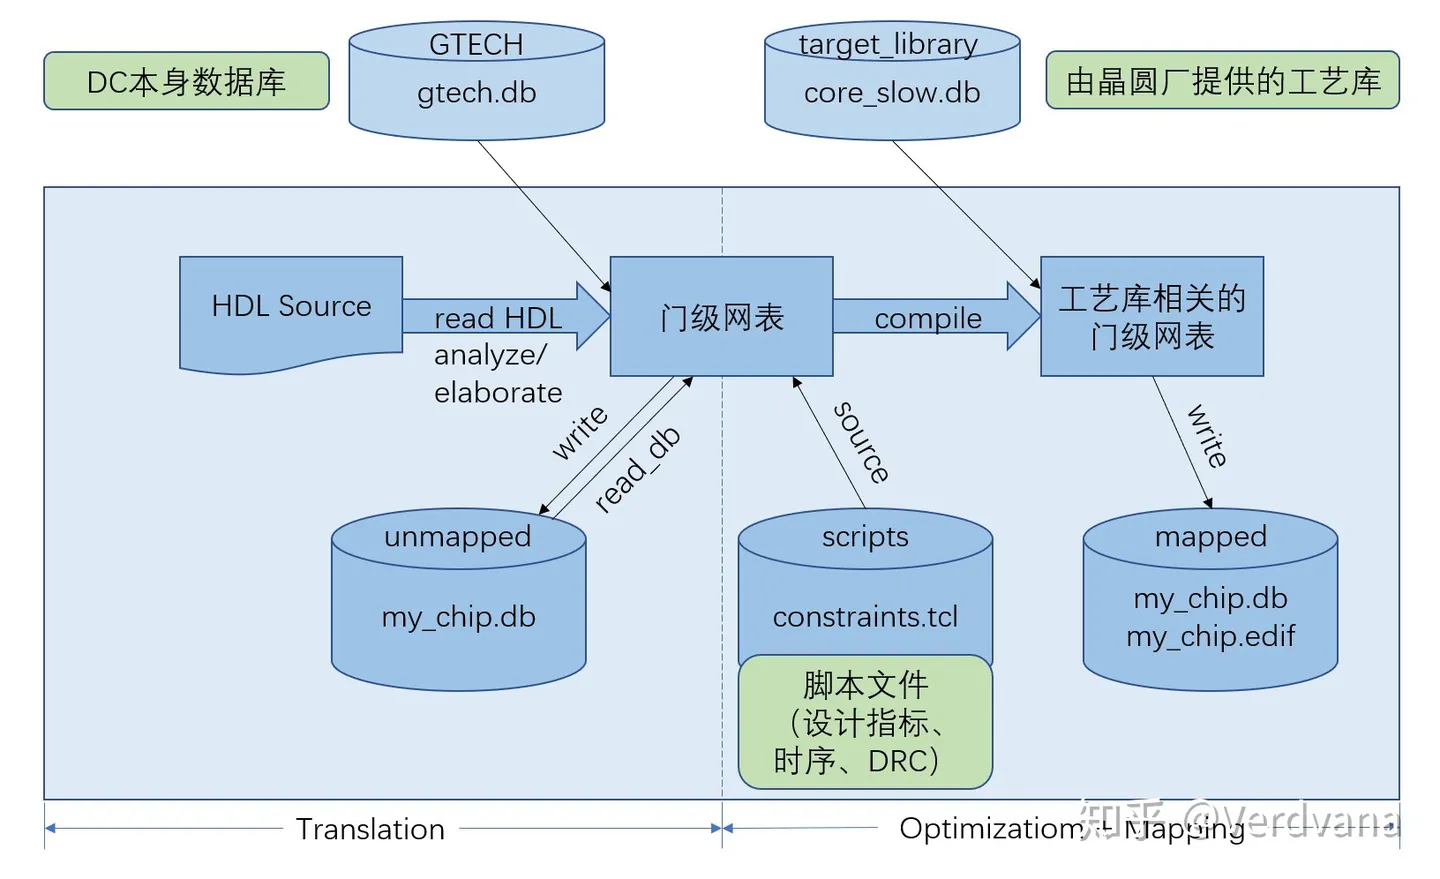 GTECH
gtech.db
target_library
core_slow.db
DC本身数据库
由晶圆厂提供的工艺库
HDL Source
read HDL
analyze/
elaborate
门级网表
compile
工艺库相关的
门级网表
write
read_db
source
write
unmapped
my_chip.db
scripts
constraints.tcl
脚本文件
（设计指标、
时序、DRC）
mapped
my_chip.db
my_chip.edif
Translation
Optimization + Mapping
知乎 @Verdvana